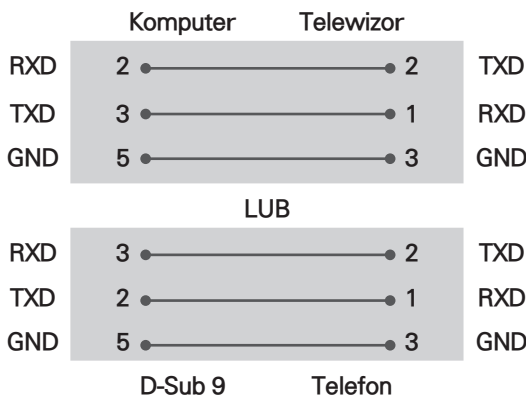 Komputer Telewizor
RXD 2 2 TXD
TXD 3 1 RXD
GND 5 3 GND
LUB
RXD 3 2 TXD
TXD 2 1 RXD
GND 5 3 GND
D-Sub 9 Telefon